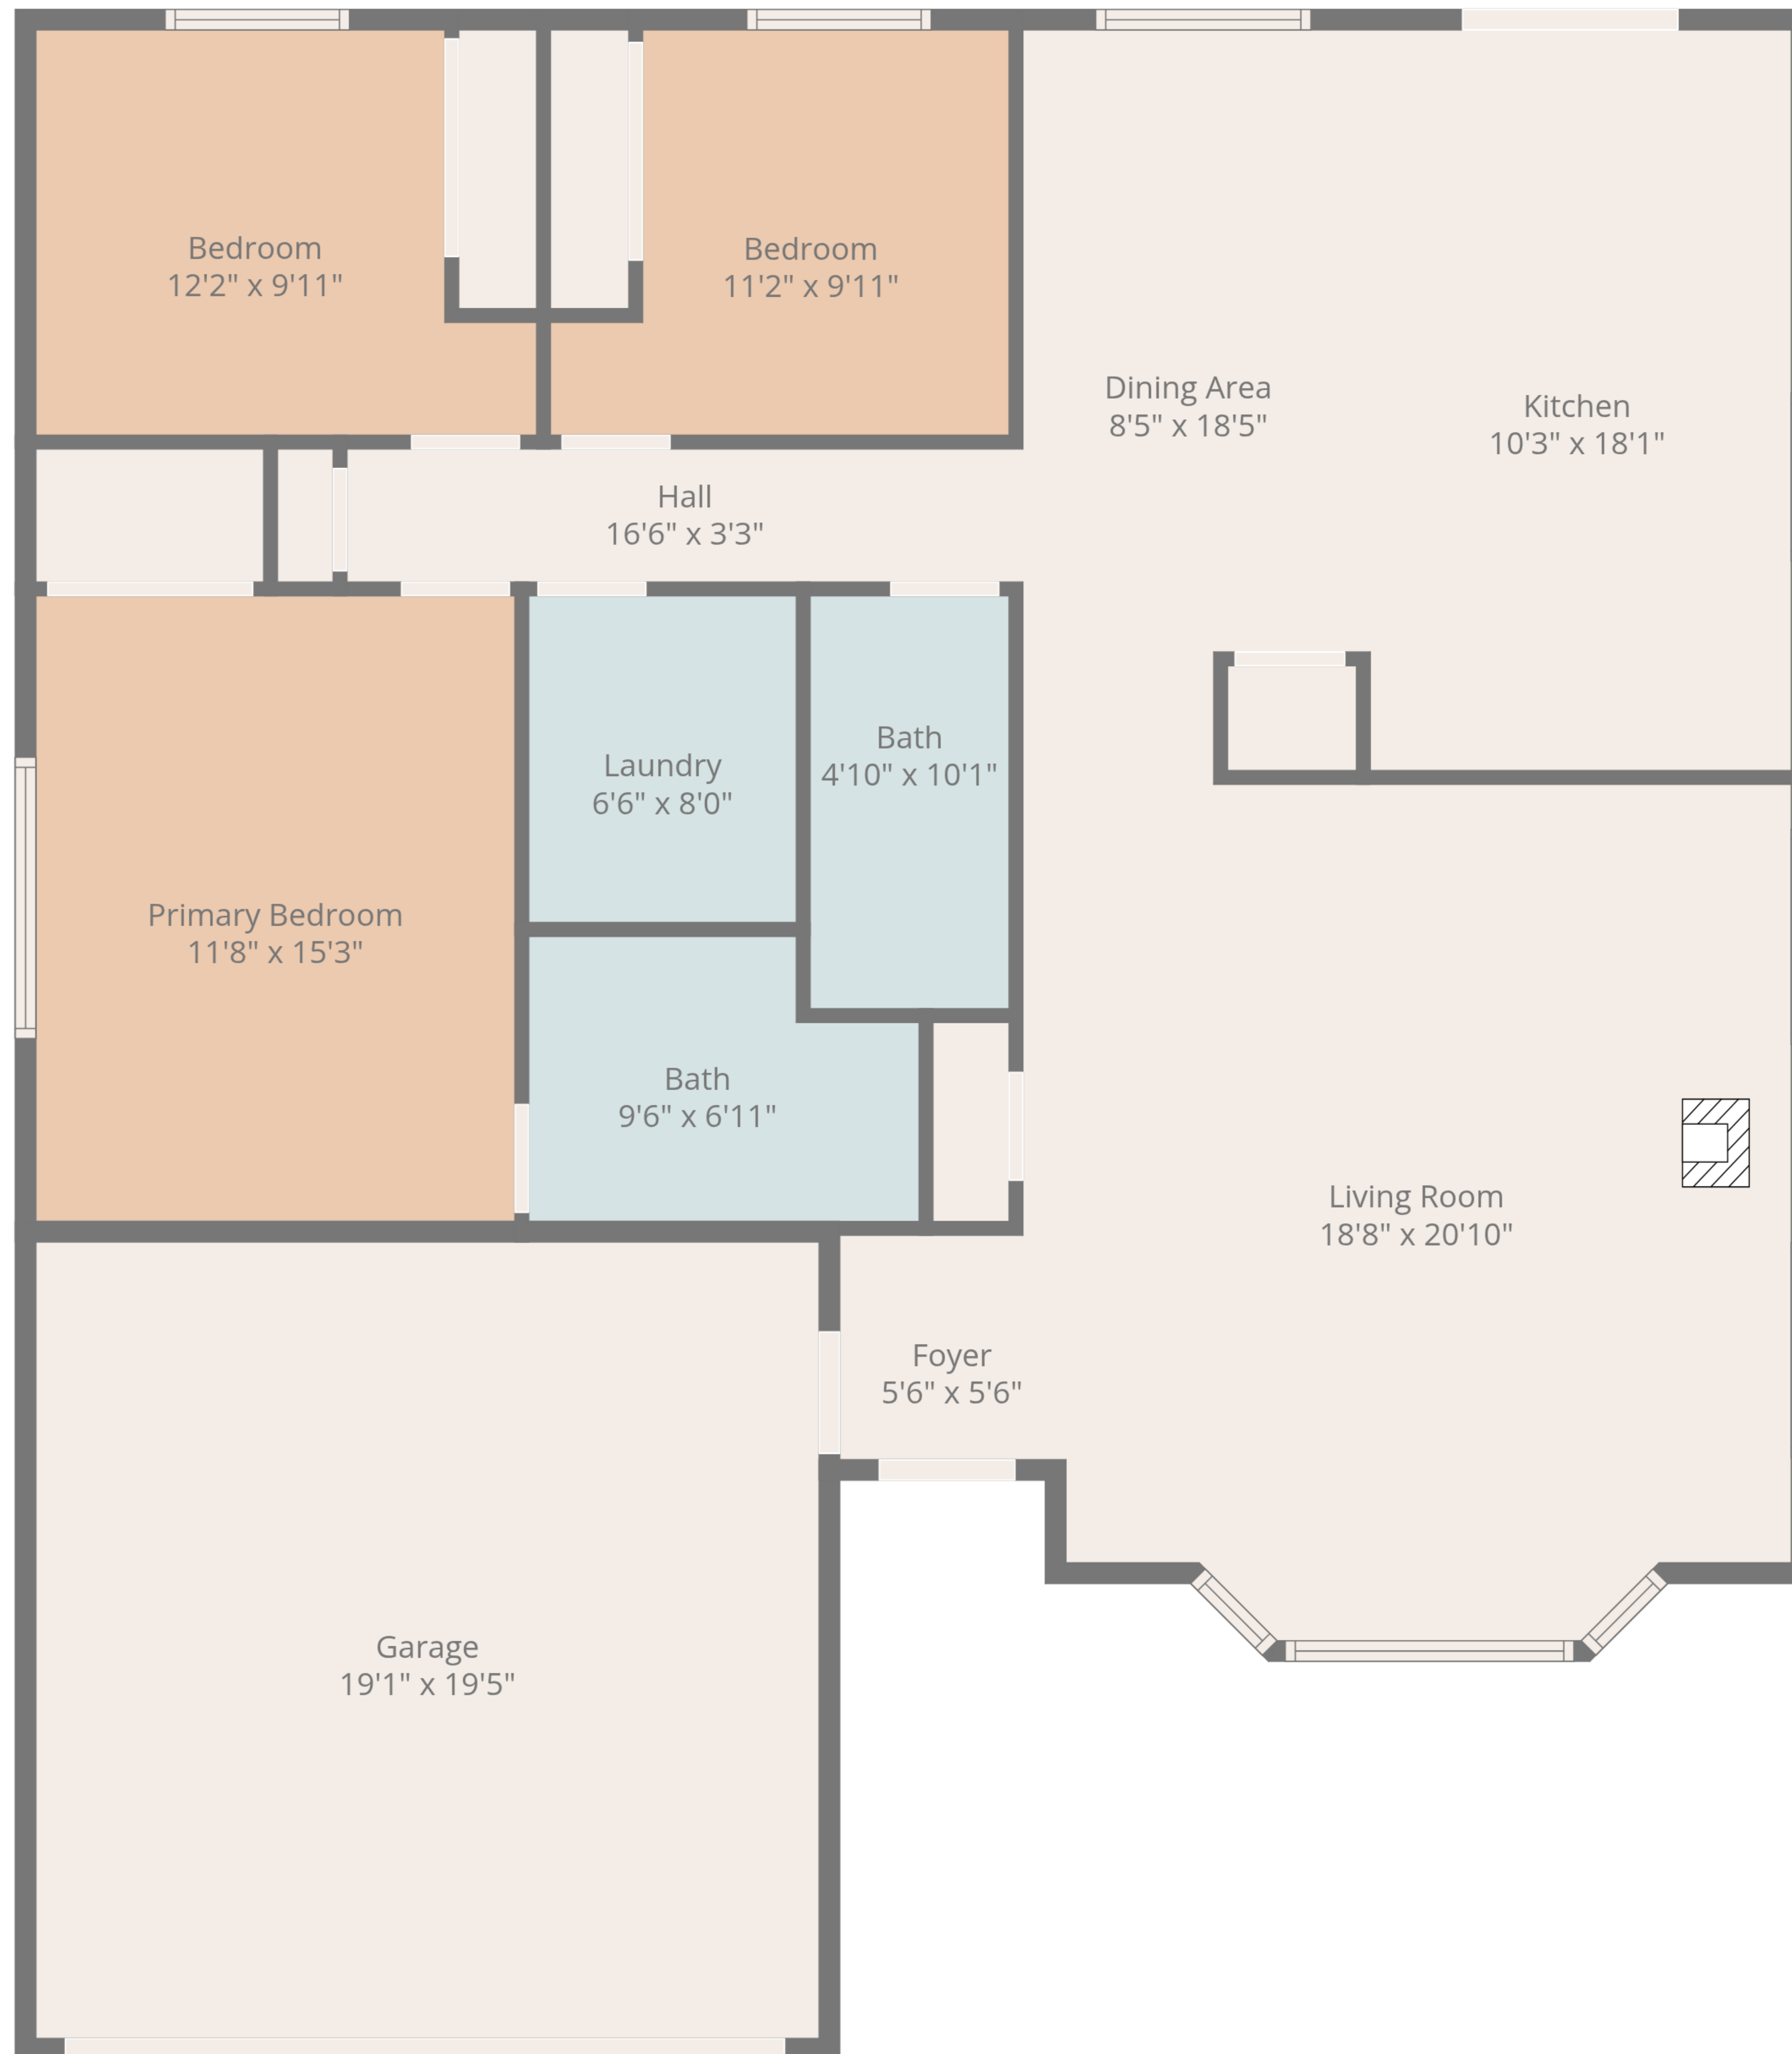 Bedroom
12'2" x 9'11"
Bedroom
11'2" x 9'11"
Dining Area
8'5" x 18'5"
Kitchen
10'3" x 18'1"
Hall
16'6" x 3'3"
Laundry
6'6" x 8'0"
Bath
4'10" x 10'1"
Primary Bedroom
11'8" x 15'3"
Bath
9'6" x 6'11"
Living Room
18'8" x 20'10"
Foyer
5'6" x 5'6"
Garage
19'1" x 19'5"